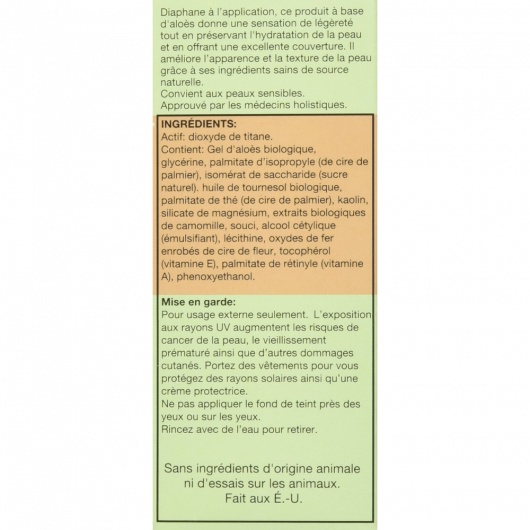 Diaphane à l'application, ce produit à base
d'aloès donne une sensation de légèreté
tout en préservant l'hydratation de la peau
et en offrant une excellente couverture. Il
améliore l'apparence et la texture de la peau
grâce à ses ingrédients sains de source
naturelle.
Convient aux peaux sensibles.
Approuvé par les médecins holistiques.
INGRÉDIENTS:
Actif: dioxyde de titane.
Contient: Gel d'aloès biologique,
glycérine, palmitate d'isopropyle (de cire de
palmier), isomérat de saccharide (sucre
naturel). huile de tournesol biologique,
palmitate de thé (de cire de palmier), kaolin,
silicate de magnésium, extraits biologiques
de camomille, souci, alcool cétylique
(émulsifiant), lécithine, oxydes de fer
enrobés de cire de fleur, tocophérol
(vitamine E), palmitate de rétinyle (vitamine
A), phenoxyethanol.
Mise en garde:
Pour usage externe seulement. L'exposition
aux rayons UV augmentent les risques de
cancer de la peau, le vieillissement
prématuré ainsi que d'autres dommages
cutanés. Portez des vêtements pour vous
protégez des rayons solaires ainsi qu'une
crème protectrice.
Ne pas appliquer le fond de teint près des
yeux ou sur les yeux.
Rincez avec de l'eau pour retirer.
Sans ingrédients d'origine animale
ni d'essais sur les animaux.
Fait aux É.-U.